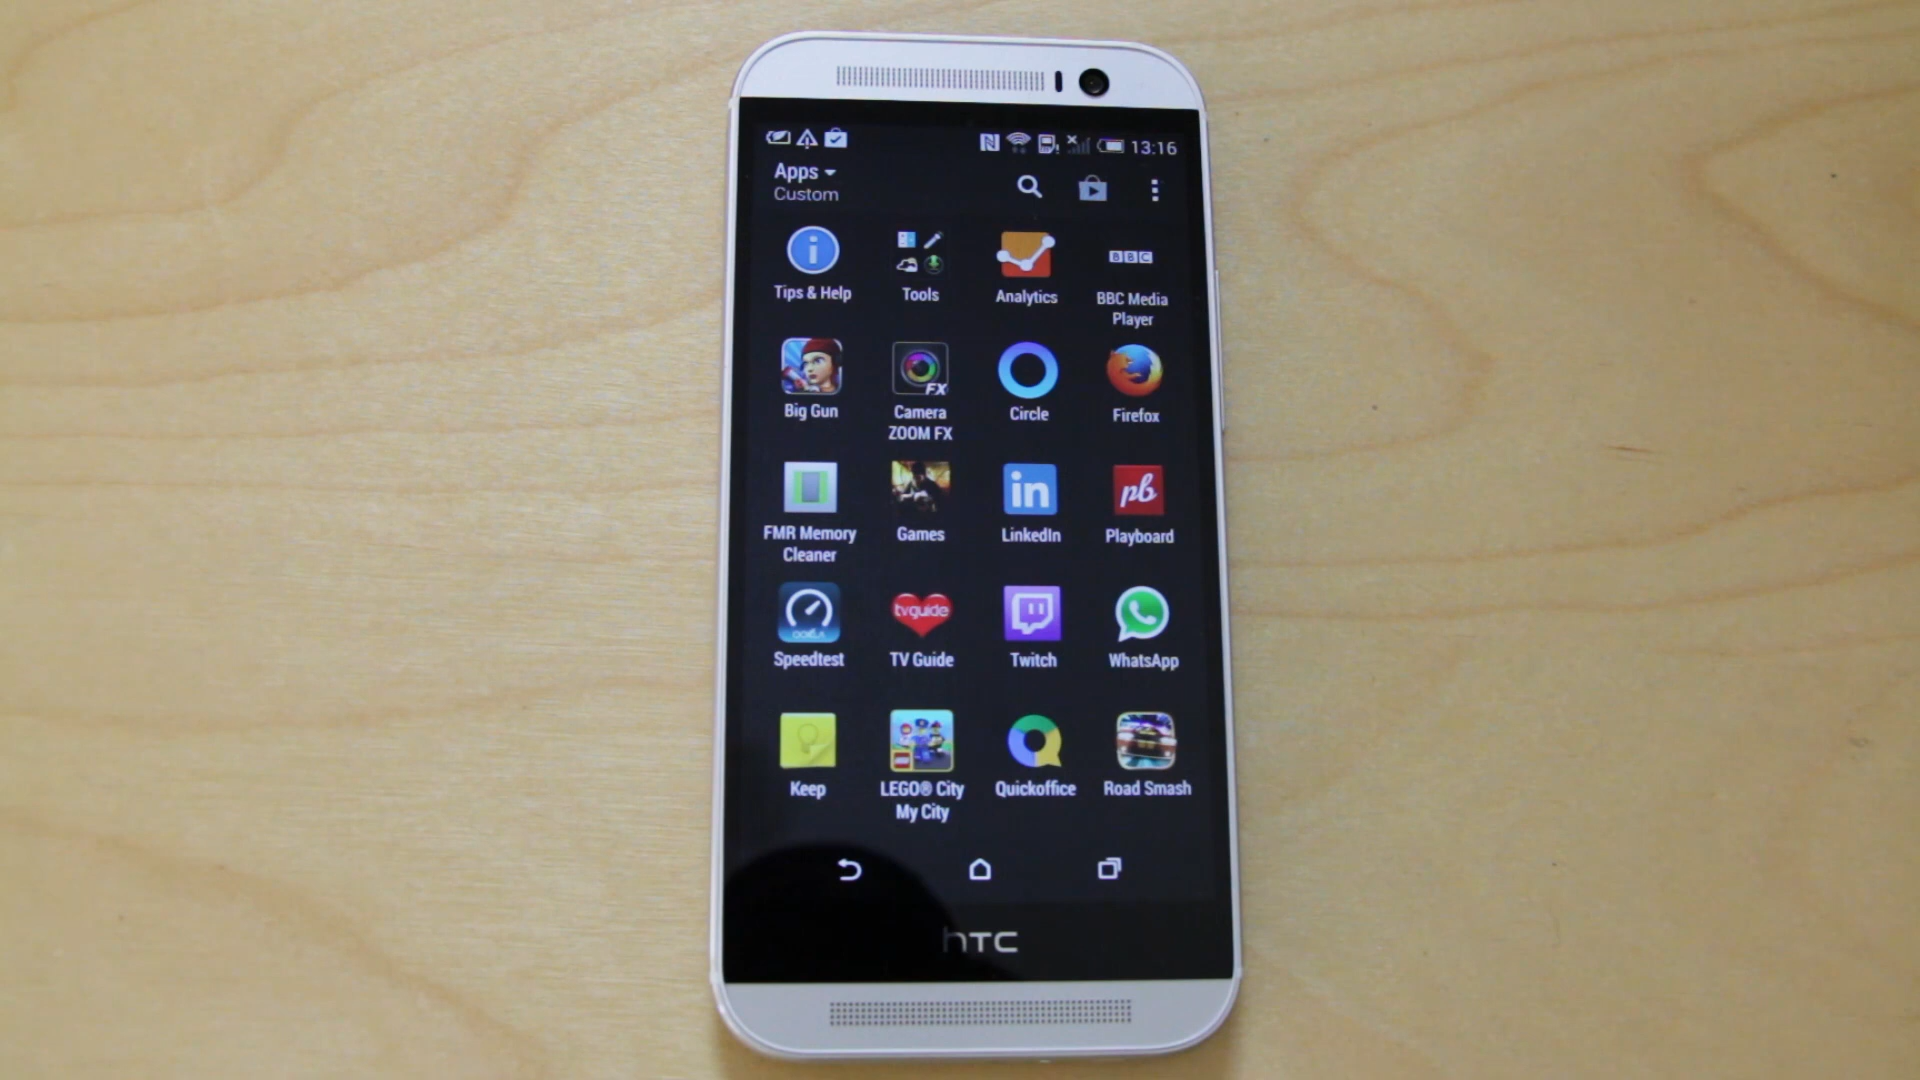 13:16
Apps
Custom
Tips & Help
Tools
Analytics
BBC
BBC Media
Player
Big Gun
FX
Camera
ZOOM FX
Circle
Firefox
FMR Memory
Cleaner
Games
in
LinkedIn
pb
Playboard
OOKLA
Speedtest
tvguide
TV Guide
Twitch
WhatsApp
Keep
LEGO
LEGO® City
My City
Quickoffice
Road Smash
hTC